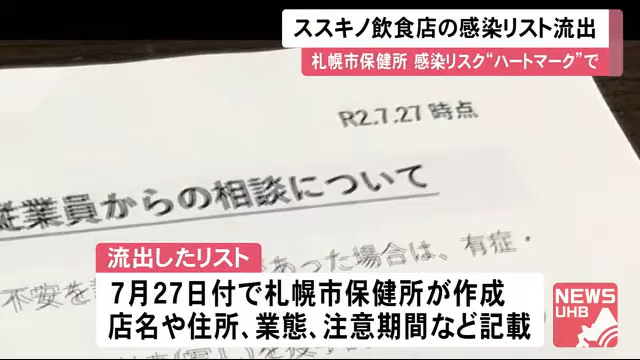 ススキノ飲食店の感染リスト流出
札幌市保健所 感染リスク“ハートマーク”で
R2.7.27 時点
従業員からの相談について
不安を
あった場合は、有症・
流出したリスト
7月27日付で札幌市保健所が作成
店名や住所、業態、注意期間など記載
NEWS
UHB